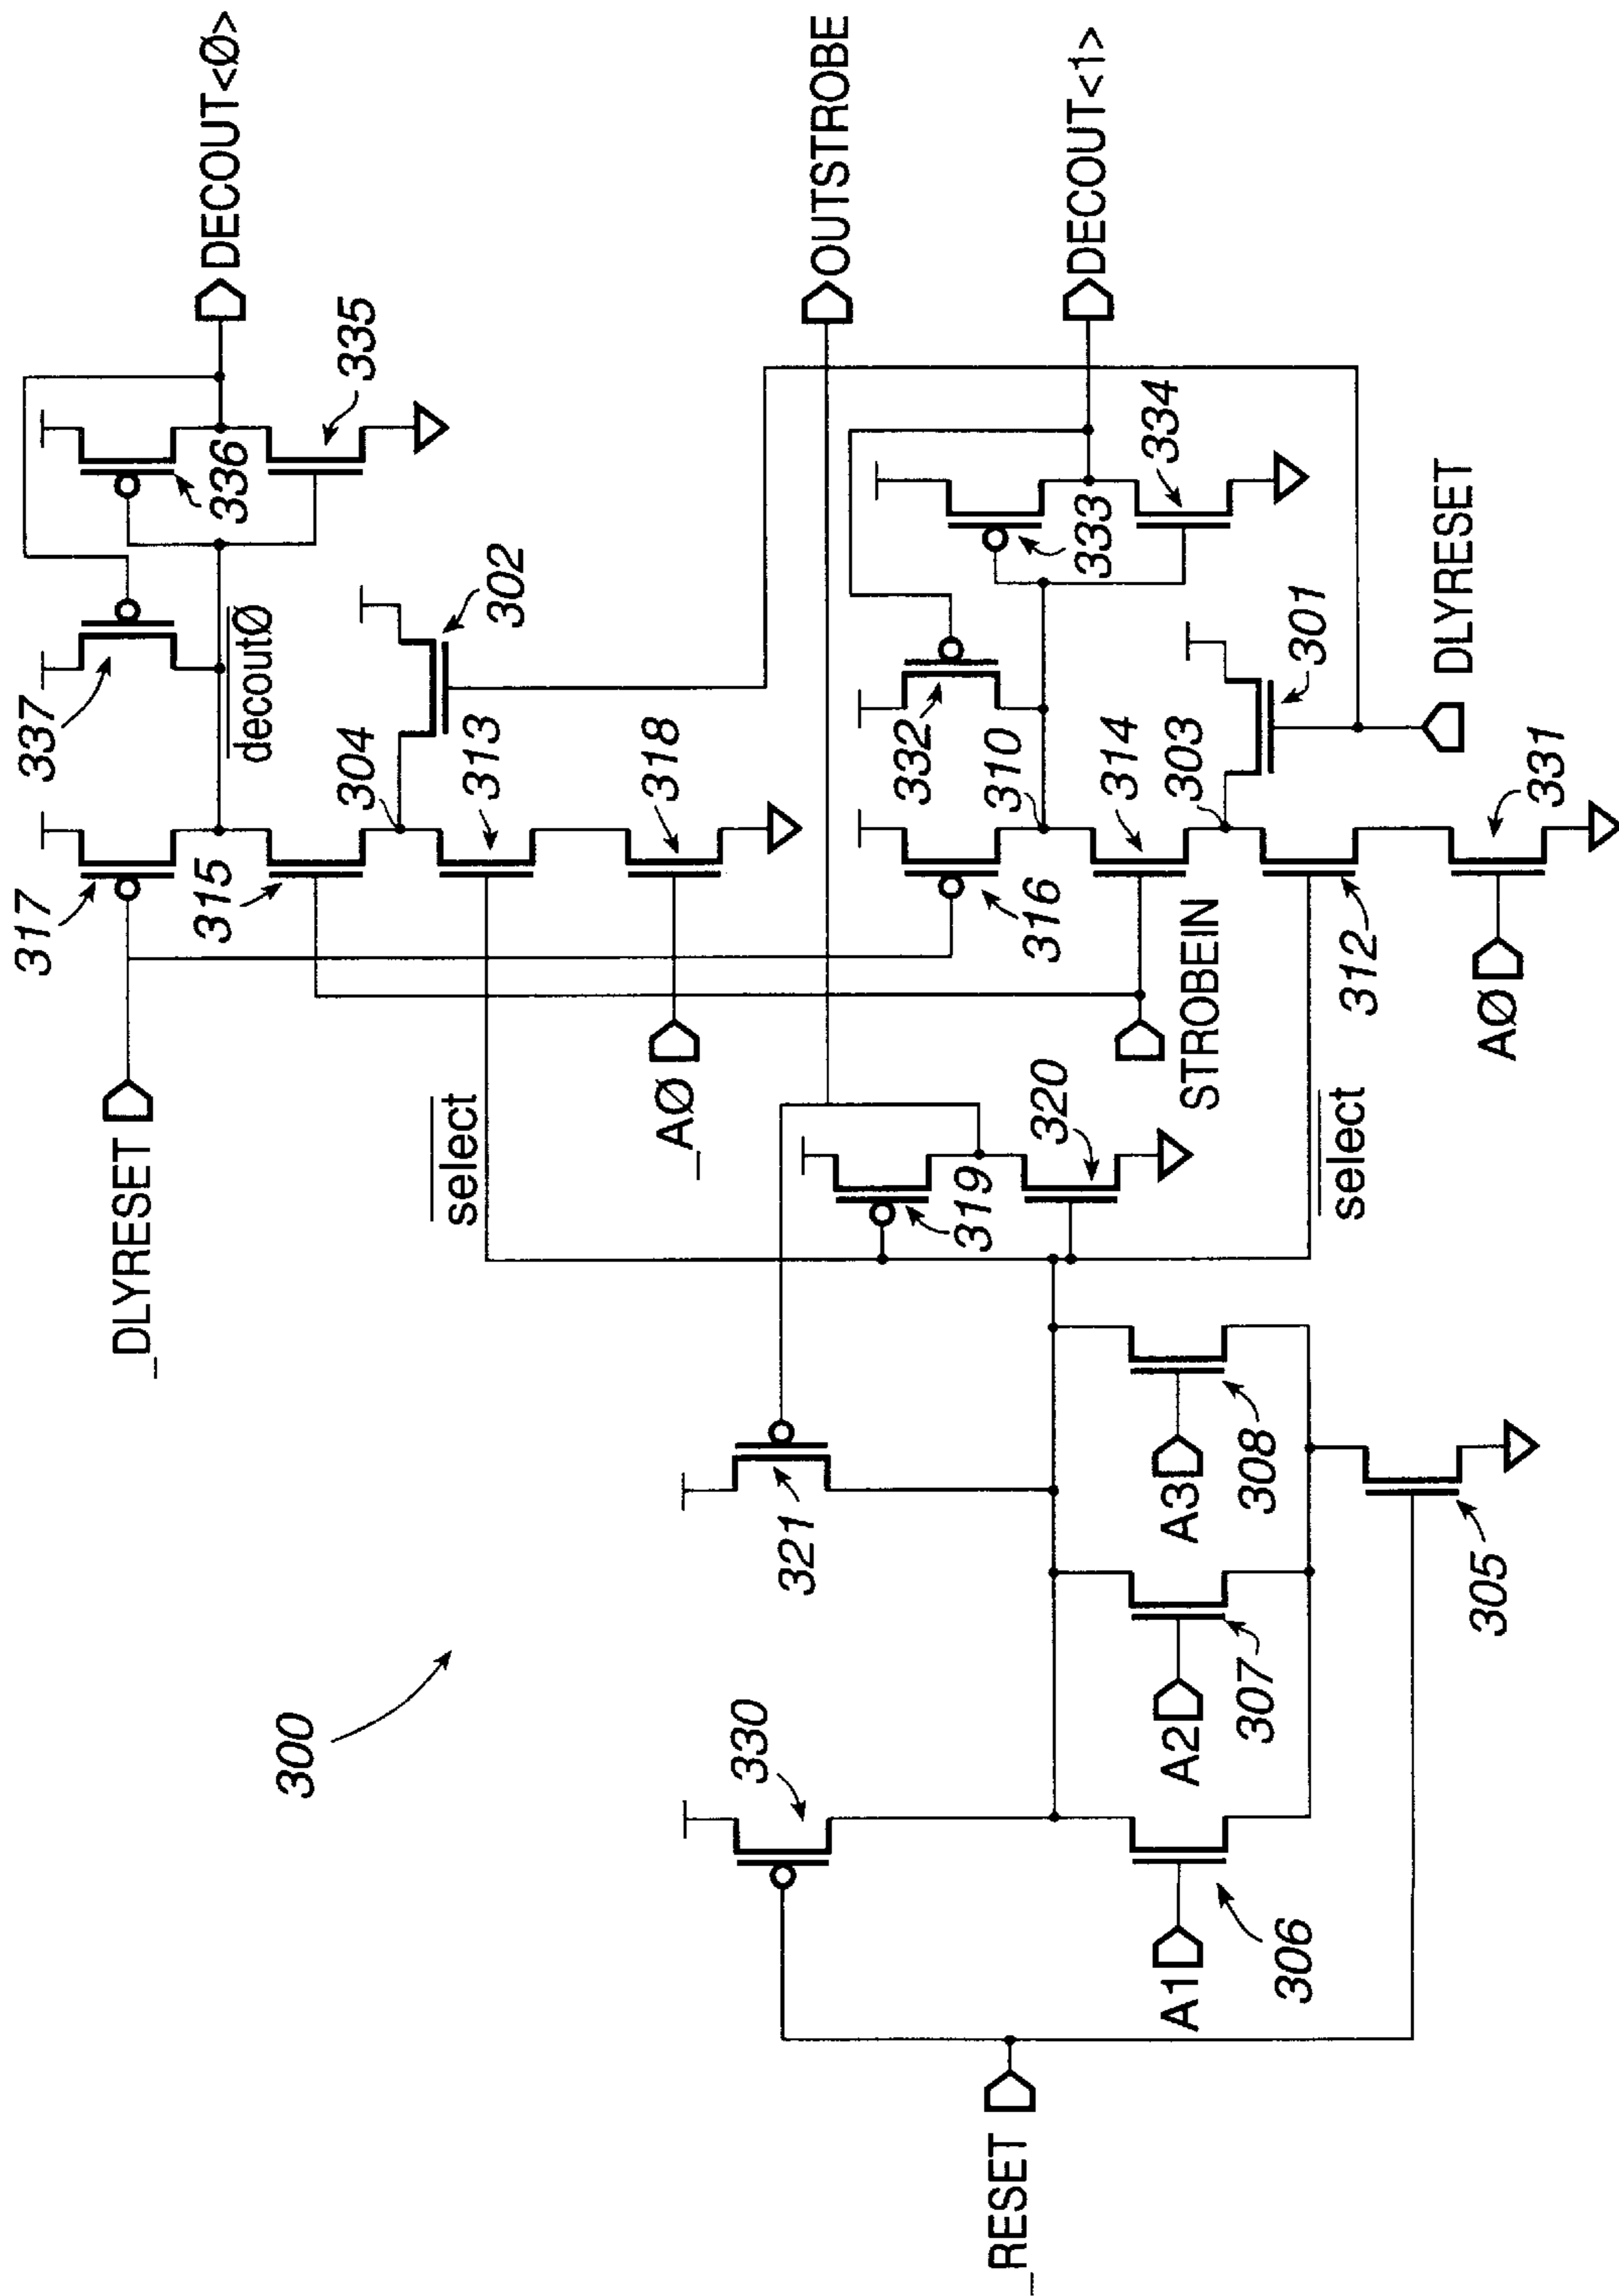 300
_RESET
330
A1
306
A2
307
321
A3
308
305
_DLYRESET
select
319
320
select
_AØ
STROBEIN
AØ
317
315
304
313
318
337
decoutØ
302
336
335
DECOUT<Ø>
OUTSTROBE
316
332
310
314
303
312
331
301
333
334
DECOUT<1>
DLYRESET